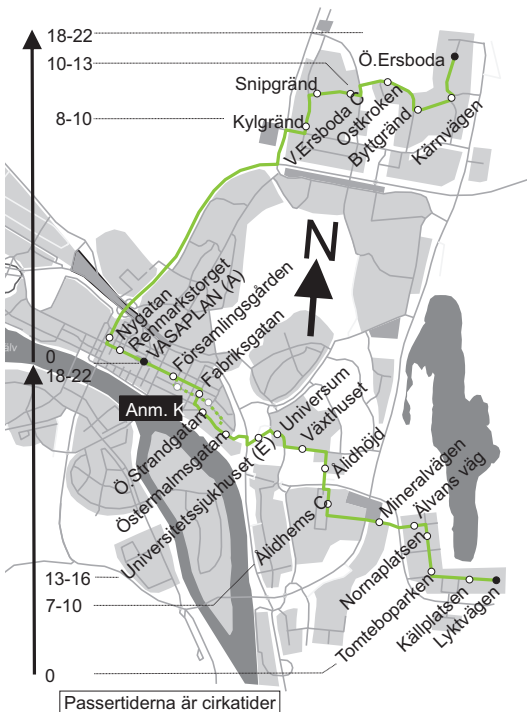 18-22
Ö.Ersboda
10-13
Snipgränd
8-10
Kylgränd
V.Ersboda C
Ostkroken
Byttgränd
Kärnvägen
N
Nygatan
Renmarkstorget
VASAPLAN (A)
Församlingsgården
Fabriksgatan
0
18-22
älv
Anm. K
Ö.Strandgatan
Östermalmsgatan
Universitetssjukhuset (E)
Universum
Växthuset
Ålidhöjd
Ålidhems C
Mineralvägen
Älvans väg
Nornaplatsen
Tomteboparken
Källplatsen
Lyktvägen
13-16
7-10
0
Passertiderna är cirkatider